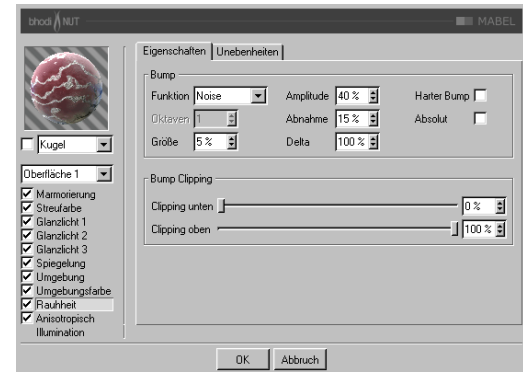 bhodi NUT
MABEL
Kugel
Oberfläche 1
Marmorierung
Streufarbe
Glanzlicht 1
Glanzlicht 2
Glanzlicht 3
Spiegelung
Umgebung
Umgebungsfarbe
Rauhheit
Anisotropisch
Illumination
Eigenschaften Unebenheiten
Bump
Funktion Noise Amplitude 40 % Harter Bump
Oktaven 1 Abnahme 15 % Absolut
Größe 5 % Delta 100 %
Bump Clipping
Clipping unten 0 %
Clipping oben 100 %
OK Abbruch